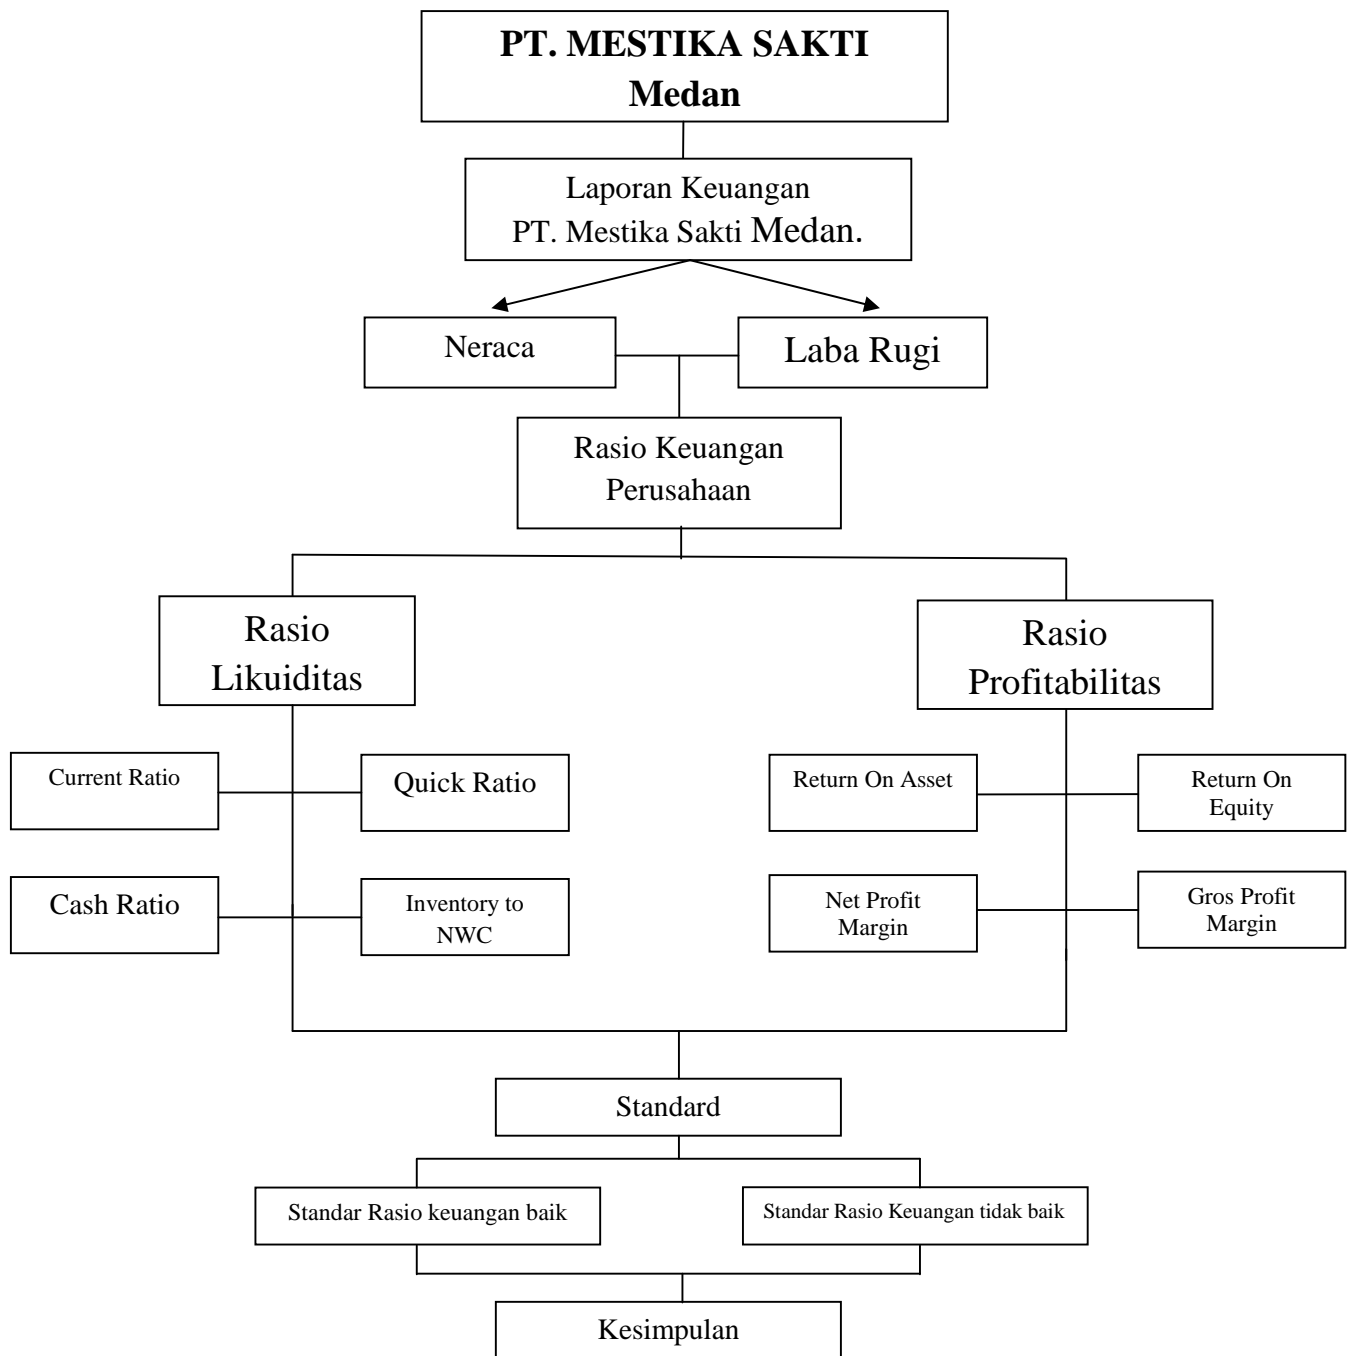 PT. MESTIKA SAKTI
Medan
Laporan Keuangan
PT. Mestika Sakti Medan.
Neraca
Laba Rugi
Rasio Keuangan
Perusahaan
Rasio
Likuiditas
Rasio
Profitabilitas
Current Ratio
Quick Ratio
Return On Asset
Return On
Equity
Cash Ratio
Inventory to
NWC
Net Profit
Margin
Gros Profit
Margin
Standard
Standar Rasio keuangan baik
Standar Rasio Keuangan tidak baik
Kesimpulan